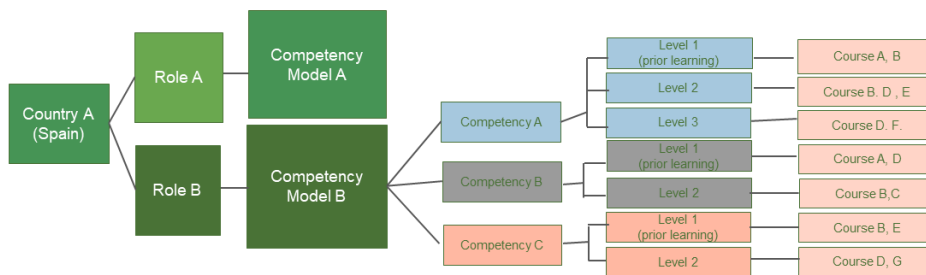 Country A
(Spain)
Role A
Role B
Competency
Model A
Competency
Model B
Competency A
Competency B
Competency C
Level 1
(prior learning)
Level 2
Level 3
Level 1
(prior learning)
Level 2
Level 1
(prior learning)
Level 2
Course A, B
Course B. D , E
Course D. F.
Course A, D
Course B,C
Course B, E
Course D, G